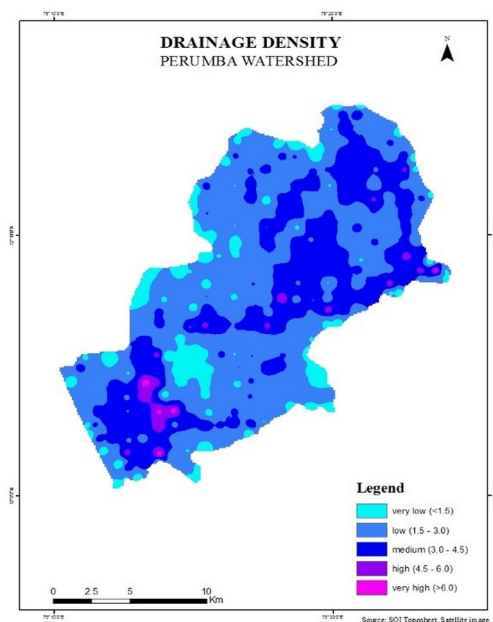 DRAINAGE DENSITY
PERUMBA WATERSHED
N
Legend
very low (<1.5)
low (1.5 - 3.0)
medium (3.0 - 4.5)
high (4.5 - 6.0)
very high (>6.0)
0 2.5 5 10
Km
Source: SOI Toposheet, Satellite image